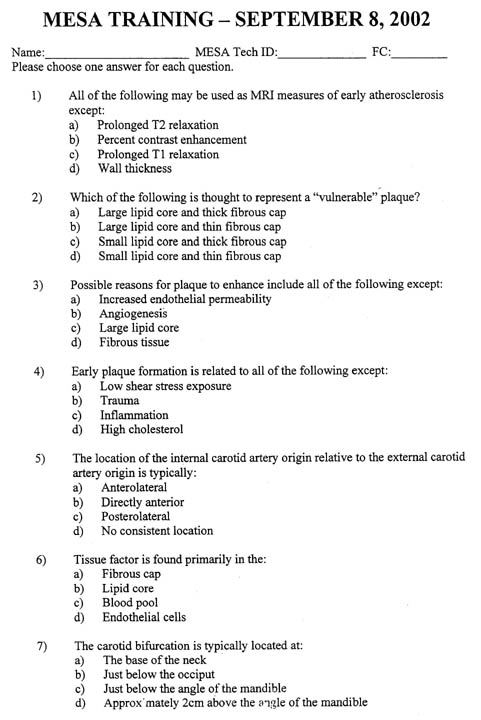 MESA TRAINING – SEPTEMBER 8, 2002
Name:______________________ MESA Tech ID:______________ FC:_________
Please choose one answer for each question.
1) All of the following may be used as MRI measures of early atherosclerosis
except:
a) Prolonged T2 relaxation
b) Percent contrast enhancement
c) Prolonged T1 relaxation
d) Wall thickness
2) Which of the following is thought to represent a “vulnerable” plaque?
a) Large lipid core and thick fibrous cap
b) Large lipid core and thin fibrous cap
c) Small lipid core and thick fibrous cap
d) Small lipid core and thin fibrous cap
3) Possible reasons for plaque to enhance include all of the following except:
a) Increased endothelial permeability
b) Angiogenesis
c) Large lipid core
d) Fibrous tissue
4) Early plaque formation is related to all of the following except:
a) Low shear stress exposure
b) Trauma
c) Inflammation
d) High cholesterol
5) The location of the internal carotid artery origin relative to the external carotid
artery origin is typically:
a) Anterolateral
b) Directly anterior
c) Posterolateral
d) No consistent location
6) Tissue factor is found primarily in the:
a) Fibrous cap
b) Lipid core
c) Blood pool
d) Endothelial cells
7) The carotid bifurcation is typically located at:
a) The base of the neck
b) Just below the occiput
c) Just below the angle of the mandible
d) Approximately 2cm above the angle of the mandible